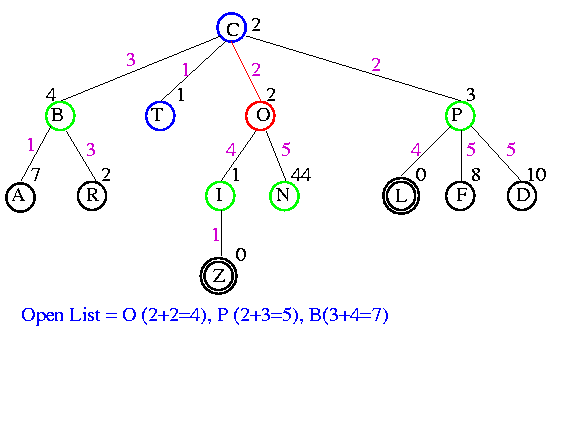 C 2
3 1 2 2
4 1 2 3
B T O P
1 3 4 5 4 5 5
7 2 1 44 0 8 10
A R I N L F D
1
0
Z
Open List = O (2+2=4), P (2+3=5), B(3+4=7)